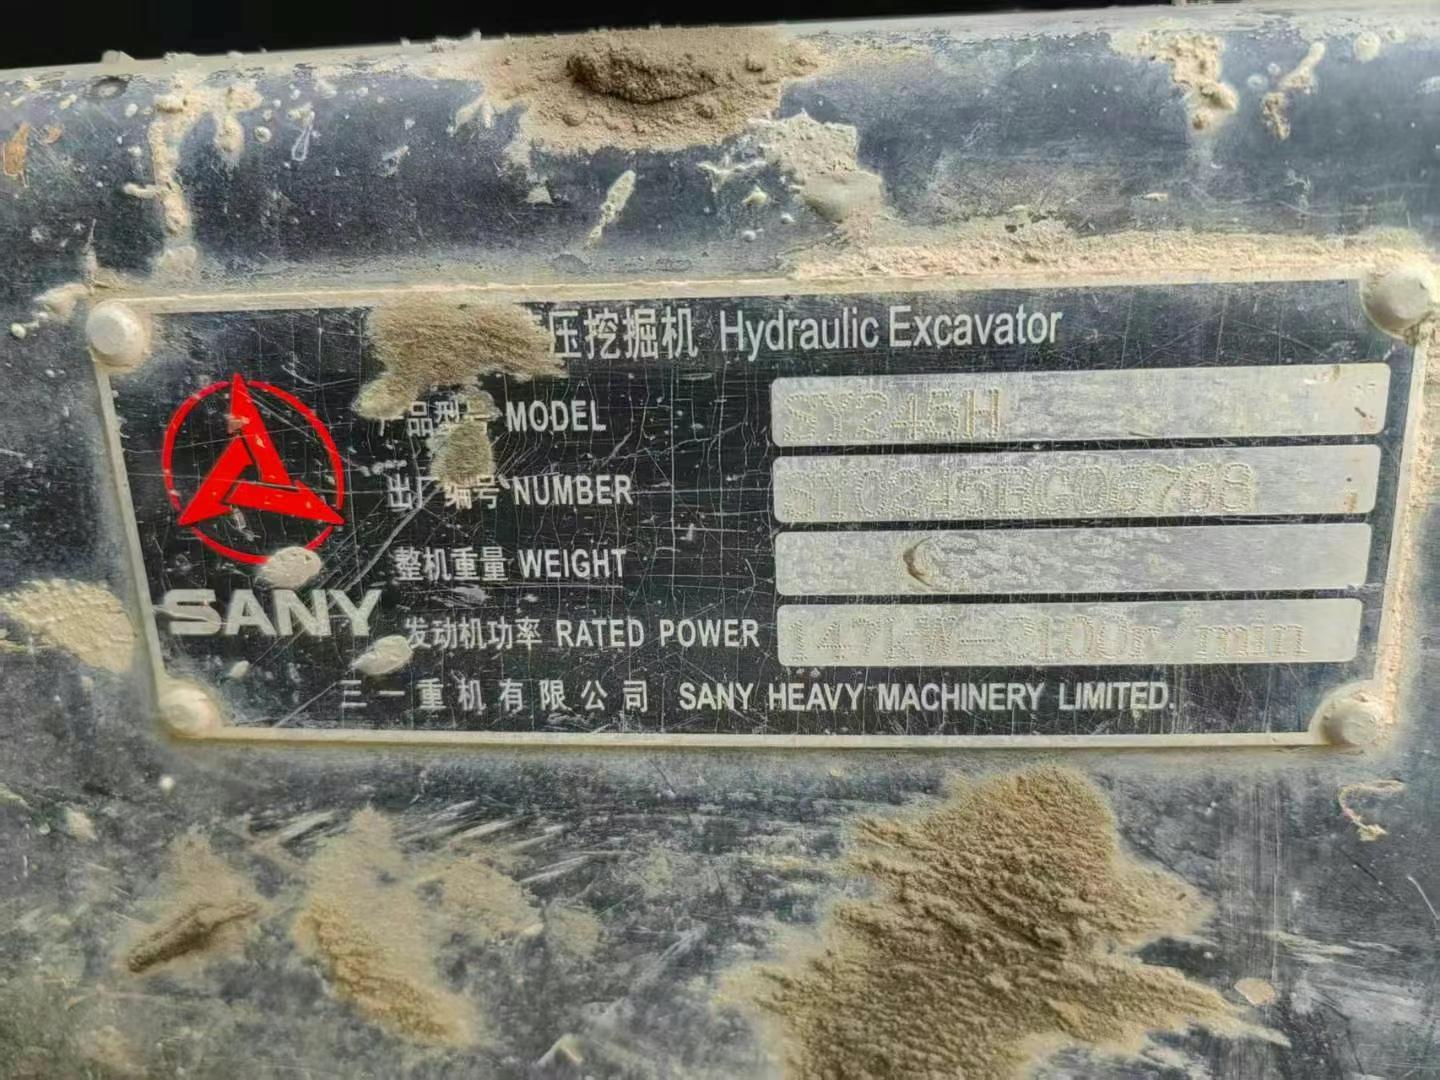 压挖掘机 Hydraulic Excavator
品型 MODEL SY245H
出厂编号 NUMBER
整机重量 WEIGHT
发动机功率 RATED POWER
SANY
三一重机有限公司 SANY HEAVY MACHINERY LIMITED.